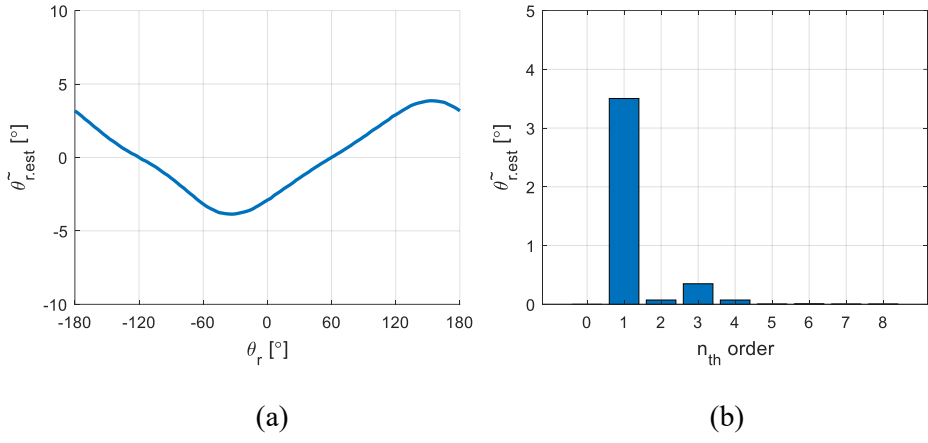 10
5
0
-5
-10
-180 -120 -60 0 60 120 180
θ̃r.est [°]
θr [°]
(a)
5
4
3
2
1
0
0 1 2 3 4 5 6 7 8
θ̃r.est [°]
nth order
(b)